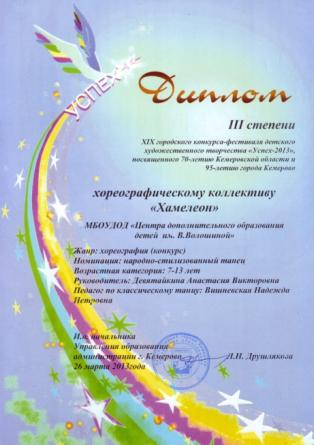 УСПЕХ
Диплом
III степени
XIX городского конкурса-фестиваля детского
художественного творчества «Успех-2013»,
посвященного 70-летию Кемеровской области и
95-летию города Кемерово
хореографическому коллективу
«Хамелеон»
МБОУДОД «Центра дополнительного образования
детей им. В.Волошиной»
Жанр: хореография (конкурс)
Номинация: народно-стилизованный танец
Возрастная категория: 7-13 лет
Руководитель: Девятайкина Анастасия Викторовна
Педагог по классическому танцу: Вишневская Надежда
Петровна
И.о. начальника
Управления образования
администрации г. Кемерово
Л.Н. Друшлякова
26 марта 2013года